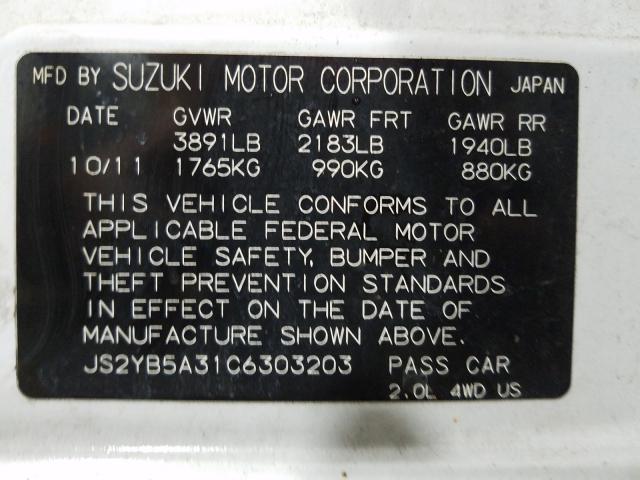 MFD BY SUZUKI MOTOR CORPORATION JAPAN
DATE GVWR GAWR FRT GAWR RR
3891LB 2183LB 1940LB
10/11 1765KG 990KG 880KG
THIS VEHICLE CONFORMS TO ALL
APPLICABLE FEDERAL MOTOR
VEHICLE SAFETY, BUMPER AND
THEFT PREVENTION STANDARDS
IN EFFECT ON THE DATE OF
MANUFACTURE SHOWN ABOVE.
JS2YB5A31C6303203 PASS CAR
2.0L 4WD US